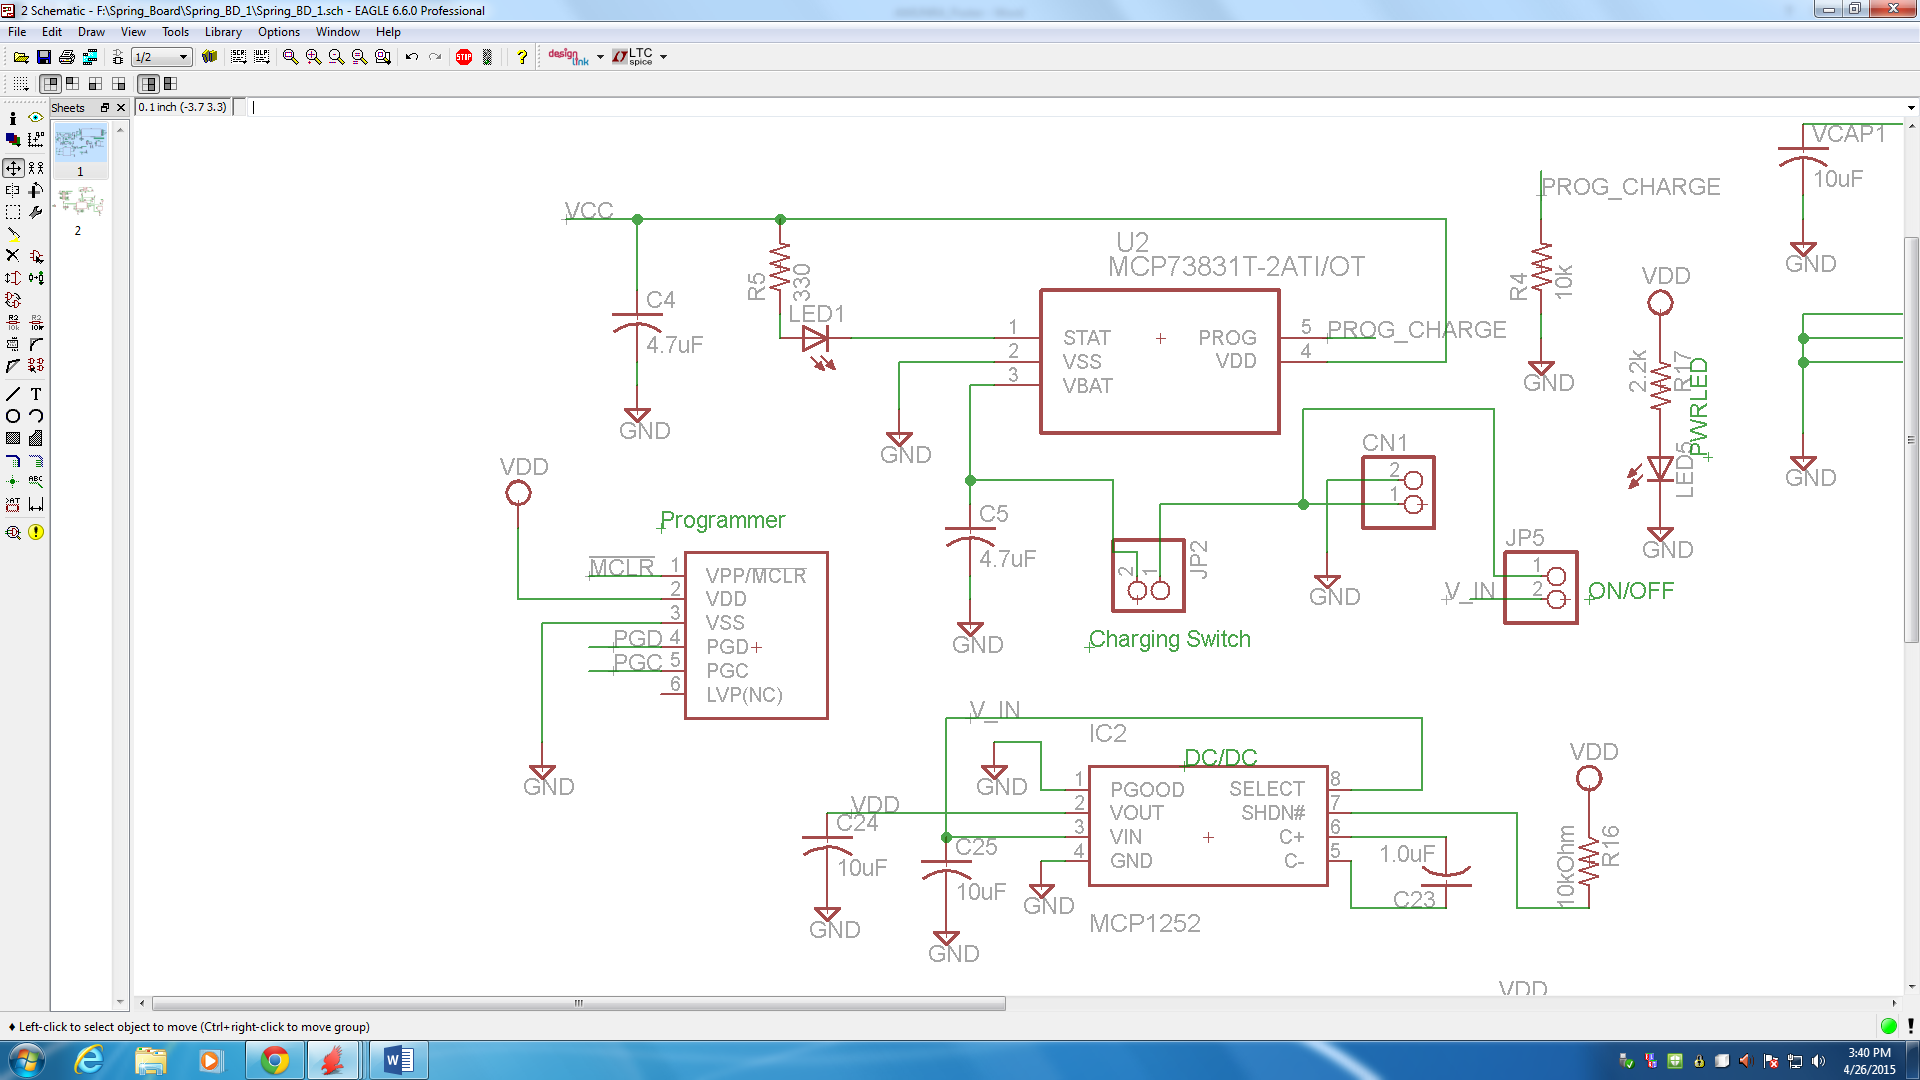 2 Schematic - F:\Spring_Board\Spring_BD_1\Spring_BD_1.sch - EAGLE 6.6.0 Professional
File Edit Draw View Tools Library Options Window Help
1/2
SCR ULP
STOP
design link
LTC spice
Sheets
0.1 inch (-3.7 3.3)
1
2
VCAP1
10uF
GND
PROG_CHARGE
R4
10k
GND
VCC
C4
4.7uF
GND
R5
330
LED1
U2
MCP73831T-2ATI/OT
1 STAT PROG 5 PROG_CHARGE
2 VSS VDD 4
3 VBAT
GND
VDD
2.2k
R17
PWRLED
LED5
GND
GND
CN1
2
1
GND
C5
4.7uF
GND
2 1
JP2
Charging Switch
JP5
1
2
V_IN
ON/OFF
VDD
Programmer
MCLR 1 VPP/MCLR
2 VDD
3 VSS
PGD 4 PGD
PGC 5 PGC
6 LVP(NC)
GND
V_IN
IC2
DC/DC
GND
1 PGOOD SELECT 8
2 VOUT SHDN# 7
3 VIN C+ 6
4 GND C- 5
MCP1252
VDD
C24
10uF
GND
C25
10uF
GND
GND
1.0uF
C23
VDD
10kOhm
R16
VDD
Left-click to select object to move (Ctrl+right-click to move group)
3:40 PM
4/26/2015